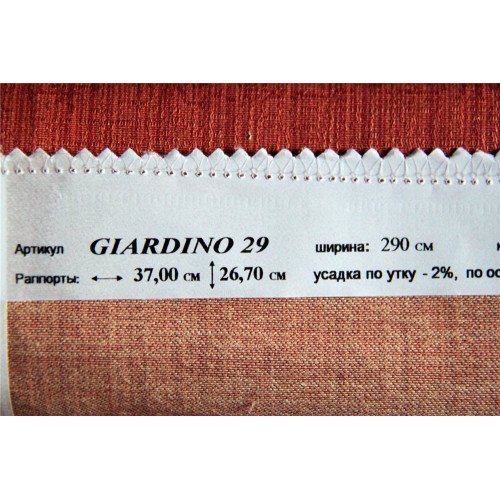 Артикул GIARDINO 29 ширина: 290 см
Раппорты: ↔ 37,00 см ↕ 26,70 см усадка по утку - 2%, по ос